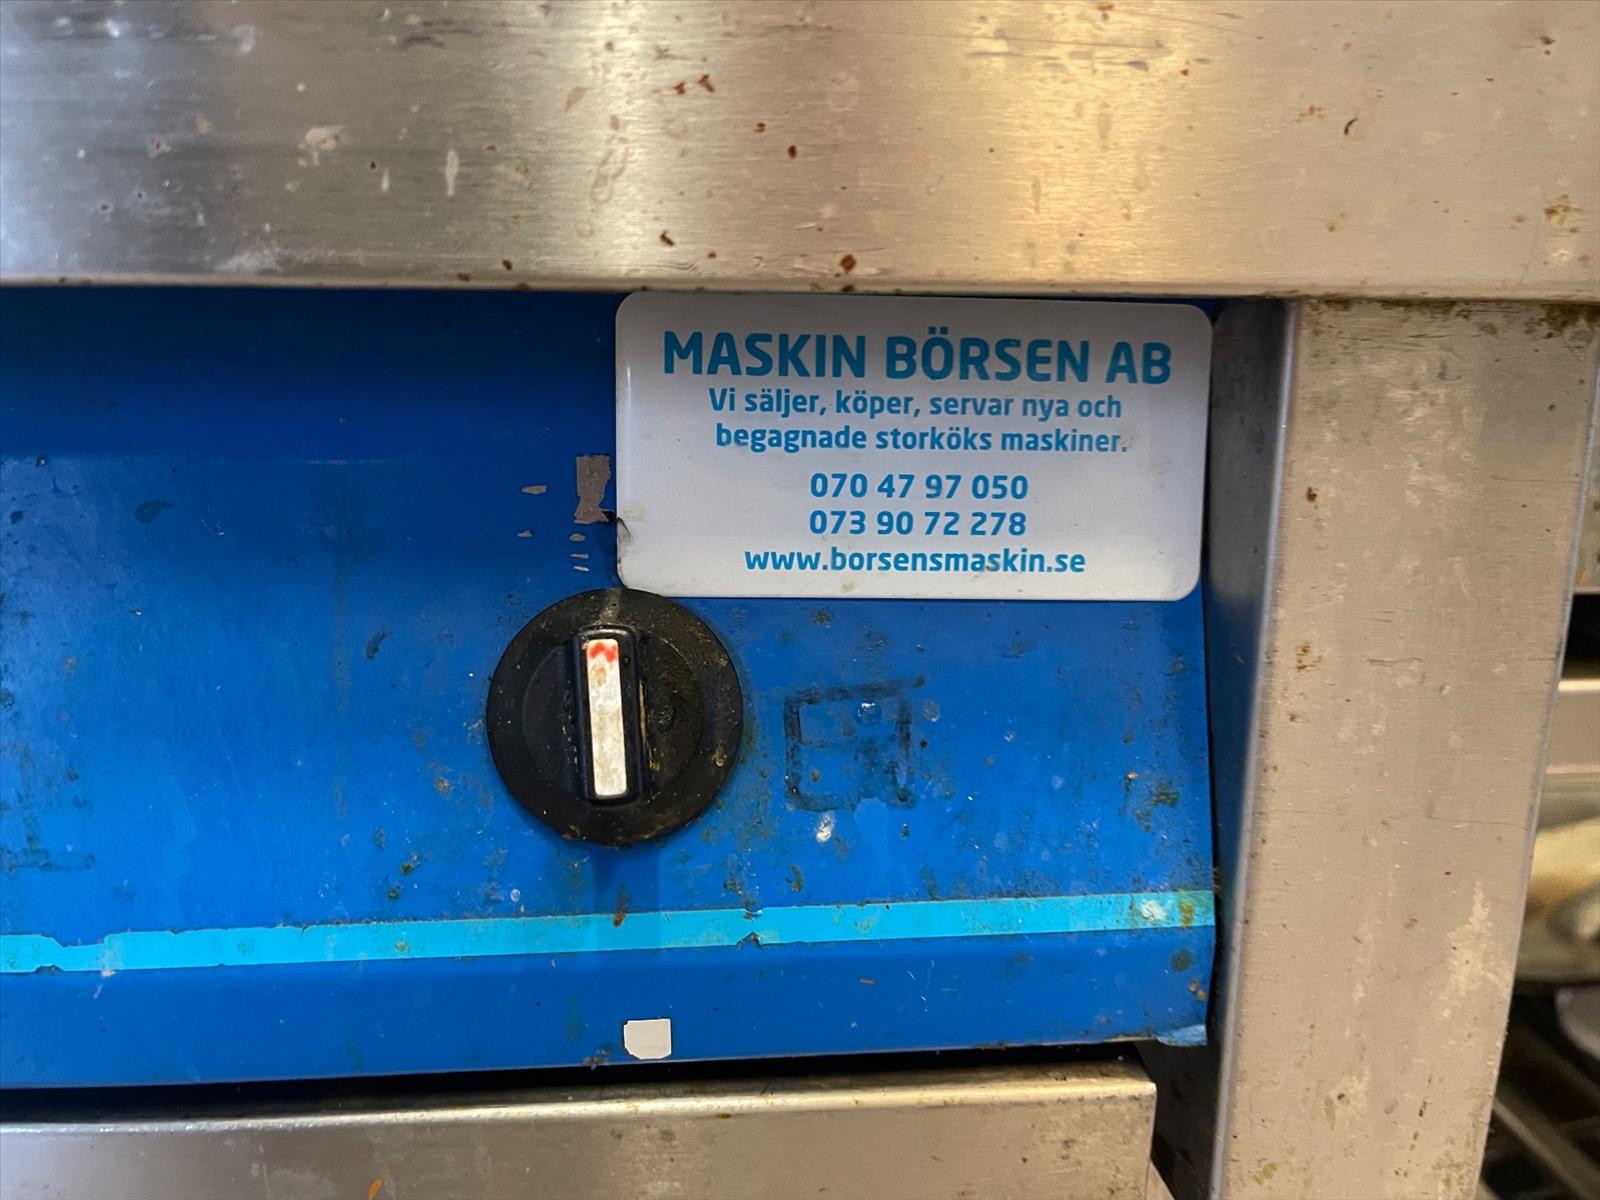 MASKIN BÖRSEN AB
Vi säljer, köper, servar nya och
begagnade storköks maskiner.
070 47 97 050
073 90 72 278
www.borsensmaskin.se